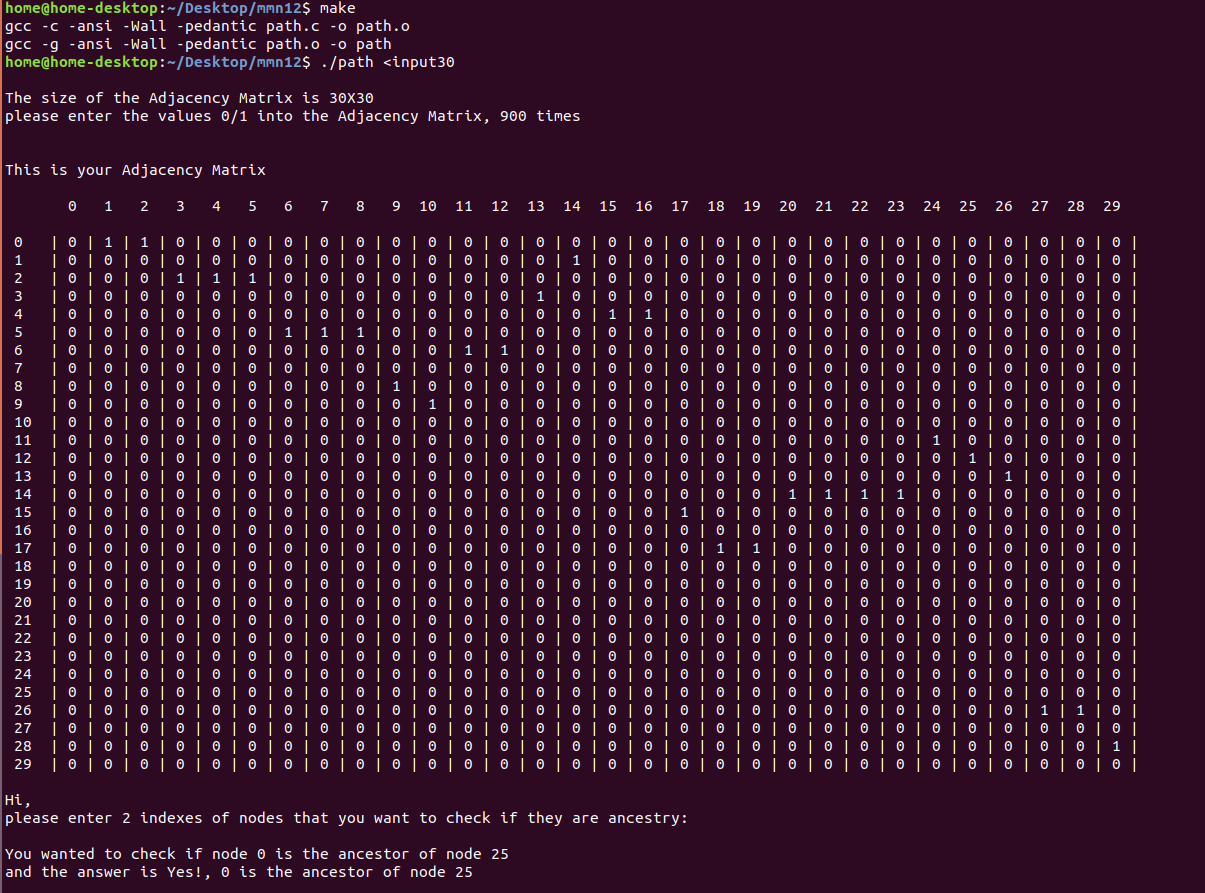 home@home-desktop:~/Desktop/mmn12$ make
gcc -c -ansi -Wall -pedantic path.c -o path.o
gcc -g -ansi -Wall -pedantic path.o -o path
home@home-desktop:~/Desktop/mmn12$ ./path <input30
The size of the Adjacency Matrix is 30X30
please enter the values 0/1 into the Adjacency Matrix, 900 times
This is your Adjacency Matrix
0 1 2 3 4 5 6 7 8 9 10 11 12 13 14 15 16 17 18 19 20 21 22 23 24 25 26 27 28 29
0 | 0 | 1 | 1 | 0 | 0 | 0 | 0 | 0 | 0 | 0 | 0 | 0 | 0 | 0 | 0 | 0 | 0 | 0 | 0 | 0 | 0 | 0 | 0 | 0 | 0 | 0 | 0 | 0 | 0 | 0 |
1 | 0 | 0 | 0 | 0 | 0 | 0 | 0 | 0 | 0 | 0 | 0 | 0 | 0 | 0 | 1 | 0 | 0 | 0 | 0 | 0 | 0 | 0 | 0 | 0 | 0 | 0 | 0 | 0 | 0 | 0 |
2 | 0 | 0 | 0 | 1 | 1 | 1 | 0 | 0 | 0 | 0 | 0 | 0 | 0 | 0 | 0 | 0 | 0 | 0 | 0 | 0 | 0 | 0 | 0 | 0 | 0 | 0 | 0 | 0 | 0 | 0 |
3 | 0 | 0 | 0 | 0 | 0 | 0 | 0 | 0 | 0 | 0 | 0 | 0 | 0 | 1 | 0 | 0 | 0 | 0 | 0 | 0 | 0 | 0 | 0 | 0 | 0 | 0 | 0 | 0 | 0 | 0 |
4 | 0 | 0 | 0 | 0 | 0 | 0 | 0 | 0 | 0 | 0 | 0 | 0 | 0 | 0 | 0 | 1 | 1 | 0 | 0 | 0 | 0 | 0 | 0 | 0 | 0 | 0 | 0 | 0 | 0 | 0 |
5 | 0 | 0 | 0 | 0 | 0 | 0 | 1 | 1 | 1 | 0 | 0 | 0 | 0 | 0 | 0 | 0 | 0 | 0 | 0 | 0 | 0 | 0 | 0 | 0 | 0 | 0 | 0 | 0 | 0 | 0 |
6 | 0 | 0 | 0 | 0 | 0 | 0 | 0 | 0 | 0 | 0 | 0 | 1 | 1 | 0 | 0 | 0 | 0 | 0 | 0 | 0 | 0 | 0 | 0 | 0 | 0 | 0 | 0 | 0 | 0 | 0 |
7 | 0 | 0 | 0 | 0 | 0 | 0 | 0 | 0 | 0 | 0 | 0 | 0 | 0 | 0 | 0 | 0 | 0 | 0 | 0 | 0 | 0 | 0 | 0 | 0 | 0 | 0 | 0 | 0 | 0 | 0 |
8 | 0 | 0 | 0 | 0 | 0 | 0 | 0 | 0 | 0 | 1 | 0 | 0 | 0 | 0 | 0 | 0 | 0 | 0 | 0 | 0 | 0 | 0 | 0 | 0 | 0 | 0 | 0 | 0 | 0 | 0 |
9 | 0 | 0 | 0 | 0 | 0 | 0 | 0 | 0 | 0 | 0 | 1 | 0 | 0 | 0 | 0 | 0 | 0 | 0 | 0 | 0 | 0 | 0 | 0 | 0 | 0 | 0 | 0 | 0 | 0 | 0 |
10 | 0 | 0 | 0 | 0 | 0 | 0 | 0 | 0 | 0 | 0 | 0 | 0 | 0 | 0 | 0 | 0 | 0 | 0 | 0 | 0 | 0 | 0 | 0 | 0 | 0 | 0 | 0 | 0 | 0 | 0 |
11 | 0 | 0 | 0 | 0 | 0 | 0 | 0 | 0 | 0 | 0 | 0 | 0 | 0 | 0 | 0 | 0 | 0 | 0 | 0 | 0 | 0 | 0 | 0 | 0 | 1 | 0 | 0 | 0 | 0 | 0 |
12 | 0 | 0 | 0 | 0 | 0 | 0 | 0 | 0 | 0 | 0 | 0 | 0 | 0 | 0 | 0 | 0 | 0 | 0 | 0 | 0 | 0 | 0 | 0 | 0 | 0 | 1 | 0 | 0 | 0 | 0 |
13 | 0 | 0 | 0 | 0 | 0 | 0 | 0 | 0 | 0 | 0 | 0 | 0 | 0 | 0 | 0 | 0 | 0 | 0 | 0 | 0 | 0 | 0 | 0 | 0 | 0 | 0 | 1 | 0 | 0 | 0 |
14 | 0 | 0 | 0 | 0 | 0 | 0 | 0 | 0 | 0 | 0 | 0 | 0 | 0 | 0 | 0 | 0 | 0 | 0 | 0 | 0 | 1 | 1 | 1 | 1 | 0 | 0 | 0 | 0 | 0 | 0 |
15 | 0 | 0 | 0 | 0 | 0 | 0 | 0 | 0 | 0 | 0 | 0 | 0 | 0 | 0 | 0 | 0 | 0 | 1 | 0 | 0 | 0 | 0 | 0 | 0 | 0 | 0 | 0 | 0 | 0 | 0 |
16 | 0 | 0 | 0 | 0 | 0 | 0 | 0 | 0 | 0 | 0 | 0 | 0 | 0 | 0 | 0 | 0 | 0 | 0 | 0 | 0 | 0 | 0 | 0 | 0 | 0 | 0 | 0 | 0 | 0 | 0 |
17 | 0 | 0 | 0 | 0 | 0 | 0 | 0 | 0 | 0 | 0 | 0 | 0 | 0 | 0 | 0 | 0 | 0 | 0 | 1 | 1 | 0 | 0 | 0 | 0 | 0 | 0 | 0 | 0 | 0 | 0 |
18 | 0 | 0 | 0 | 0 | 0 | 0 | 0 | 0 | 0 | 0 | 0 | 0 | 0 | 0 | 0 | 0 | 0 | 0 | 0 | 0 | 0 | 0 | 0 | 0 | 0 | 0 | 0 | 0 | 0 | 0 |
19 | 0 | 0 | 0 | 0 | 0 | 0 | 0 | 0 | 0 | 0 | 0 | 0 | 0 | 0 | 0 | 0 | 0 | 0 | 0 | 0 | 0 | 0 | 0 | 0 | 0 | 0 | 0 | 0 | 0 | 0 |
20 | 0 | 0 | 0 | 0 | 0 | 0 | 0 | 0 | 0 | 0 | 0 | 0 | 0 | 0 | 0 | 0 | 0 | 0 | 0 | 0 | 0 | 0 | 0 | 0 | 0 | 0 | 0 | 0 | 0 | 0 |
21 | 0 | 0 | 0 | 0 | 0 | 0 | 0 | 0 | 0 | 0 | 0 | 0 | 0 | 0 | 0 | 0 | 0 | 0 | 0 | 0 | 0 | 0 | 0 | 0 | 0 | 0 | 0 | 0 | 0 | 0 |
22 | 0 | 0 | 0 | 0 | 0 | 0 | 0 | 0 | 0 | 0 | 0 | 0 | 0 | 0 | 0 | 0 | 0 | 0 | 0 | 0 | 0 | 0 | 0 | 0 | 0 | 0 | 0 | 0 | 0 | 0 |
23 | 0 | 0 | 0 | 0 | 0 | 0 | 0 | 0 | 0 | 0 | 0 | 0 | 0 | 0 | 0 | 0 | 0 | 0 | 0 | 0 | 0 | 0 | 0 | 0 | 0 | 0 | 0 | 0 | 0 | 0 |
24 | 0 | 0 | 0 | 0 | 0 | 0 | 0 | 0 | 0 | 0 | 0 | 0 | 0 | 0 | 0 | 0 | 0 | 0 | 0 | 0 | 0 | 0 | 0 | 0 | 0 | 0 | 0 | 0 | 0 | 0 |
25 | 0 | 0 | 0 | 0 | 0 | 0 | 0 | 0 | 0 | 0 | 0 | 0 | 0 | 0 | 0 | 0 | 0 | 0 | 0 | 0 | 0 | 0 | 0 | 0 | 0 | 0 | 0 | 0 | 0 | 0 |
26 | 0 | 0 | 0 | 0 | 0 | 0 | 0 | 0 | 0 | 0 | 0 | 0 | 0 | 0 | 0 | 0 | 0 | 0 | 0 | 0 | 0 | 0 | 0 | 0 | 0 | 0 | 0 | 1 | 1 | 0 |
27 | 0 | 0 | 0 | 0 | 0 | 0 | 0 | 0 | 0 | 0 | 0 | 0 | 0 | 0 | 0 | 0 | 0 | 0 | 0 | 0 | 0 | 0 | 0 | 0 | 0 | 0 | 0 | 0 | 0 | 0 |
28 | 0 | 0 | 0 | 0 | 0 | 0 | 0 | 0 | 0 | 0 | 0 | 0 | 0 | 0 | 0 | 0 | 0 | 0 | 0 | 0 | 0 | 0 | 0 | 0 | 0 | 0 | 0 | 0 | 0 | 1 |
29 | 0 | 0 | 0 | 0 | 0 | 0 | 0 | 0 | 0 | 0 | 0 | 0 | 0 | 0 | 0 | 0 | 0 | 0 | 0 | 0 | 0 | 0 | 0 | 0 | 0 | 0 | 0 | 0 | 0 | 0 |
Hi,
please enter 2 indexes of nodes that you want to check if they are ancestry:
You wanted to check if node 0 is the ancestor of node 25
and the answer is Yes!, 0 is the ancestor of node 25